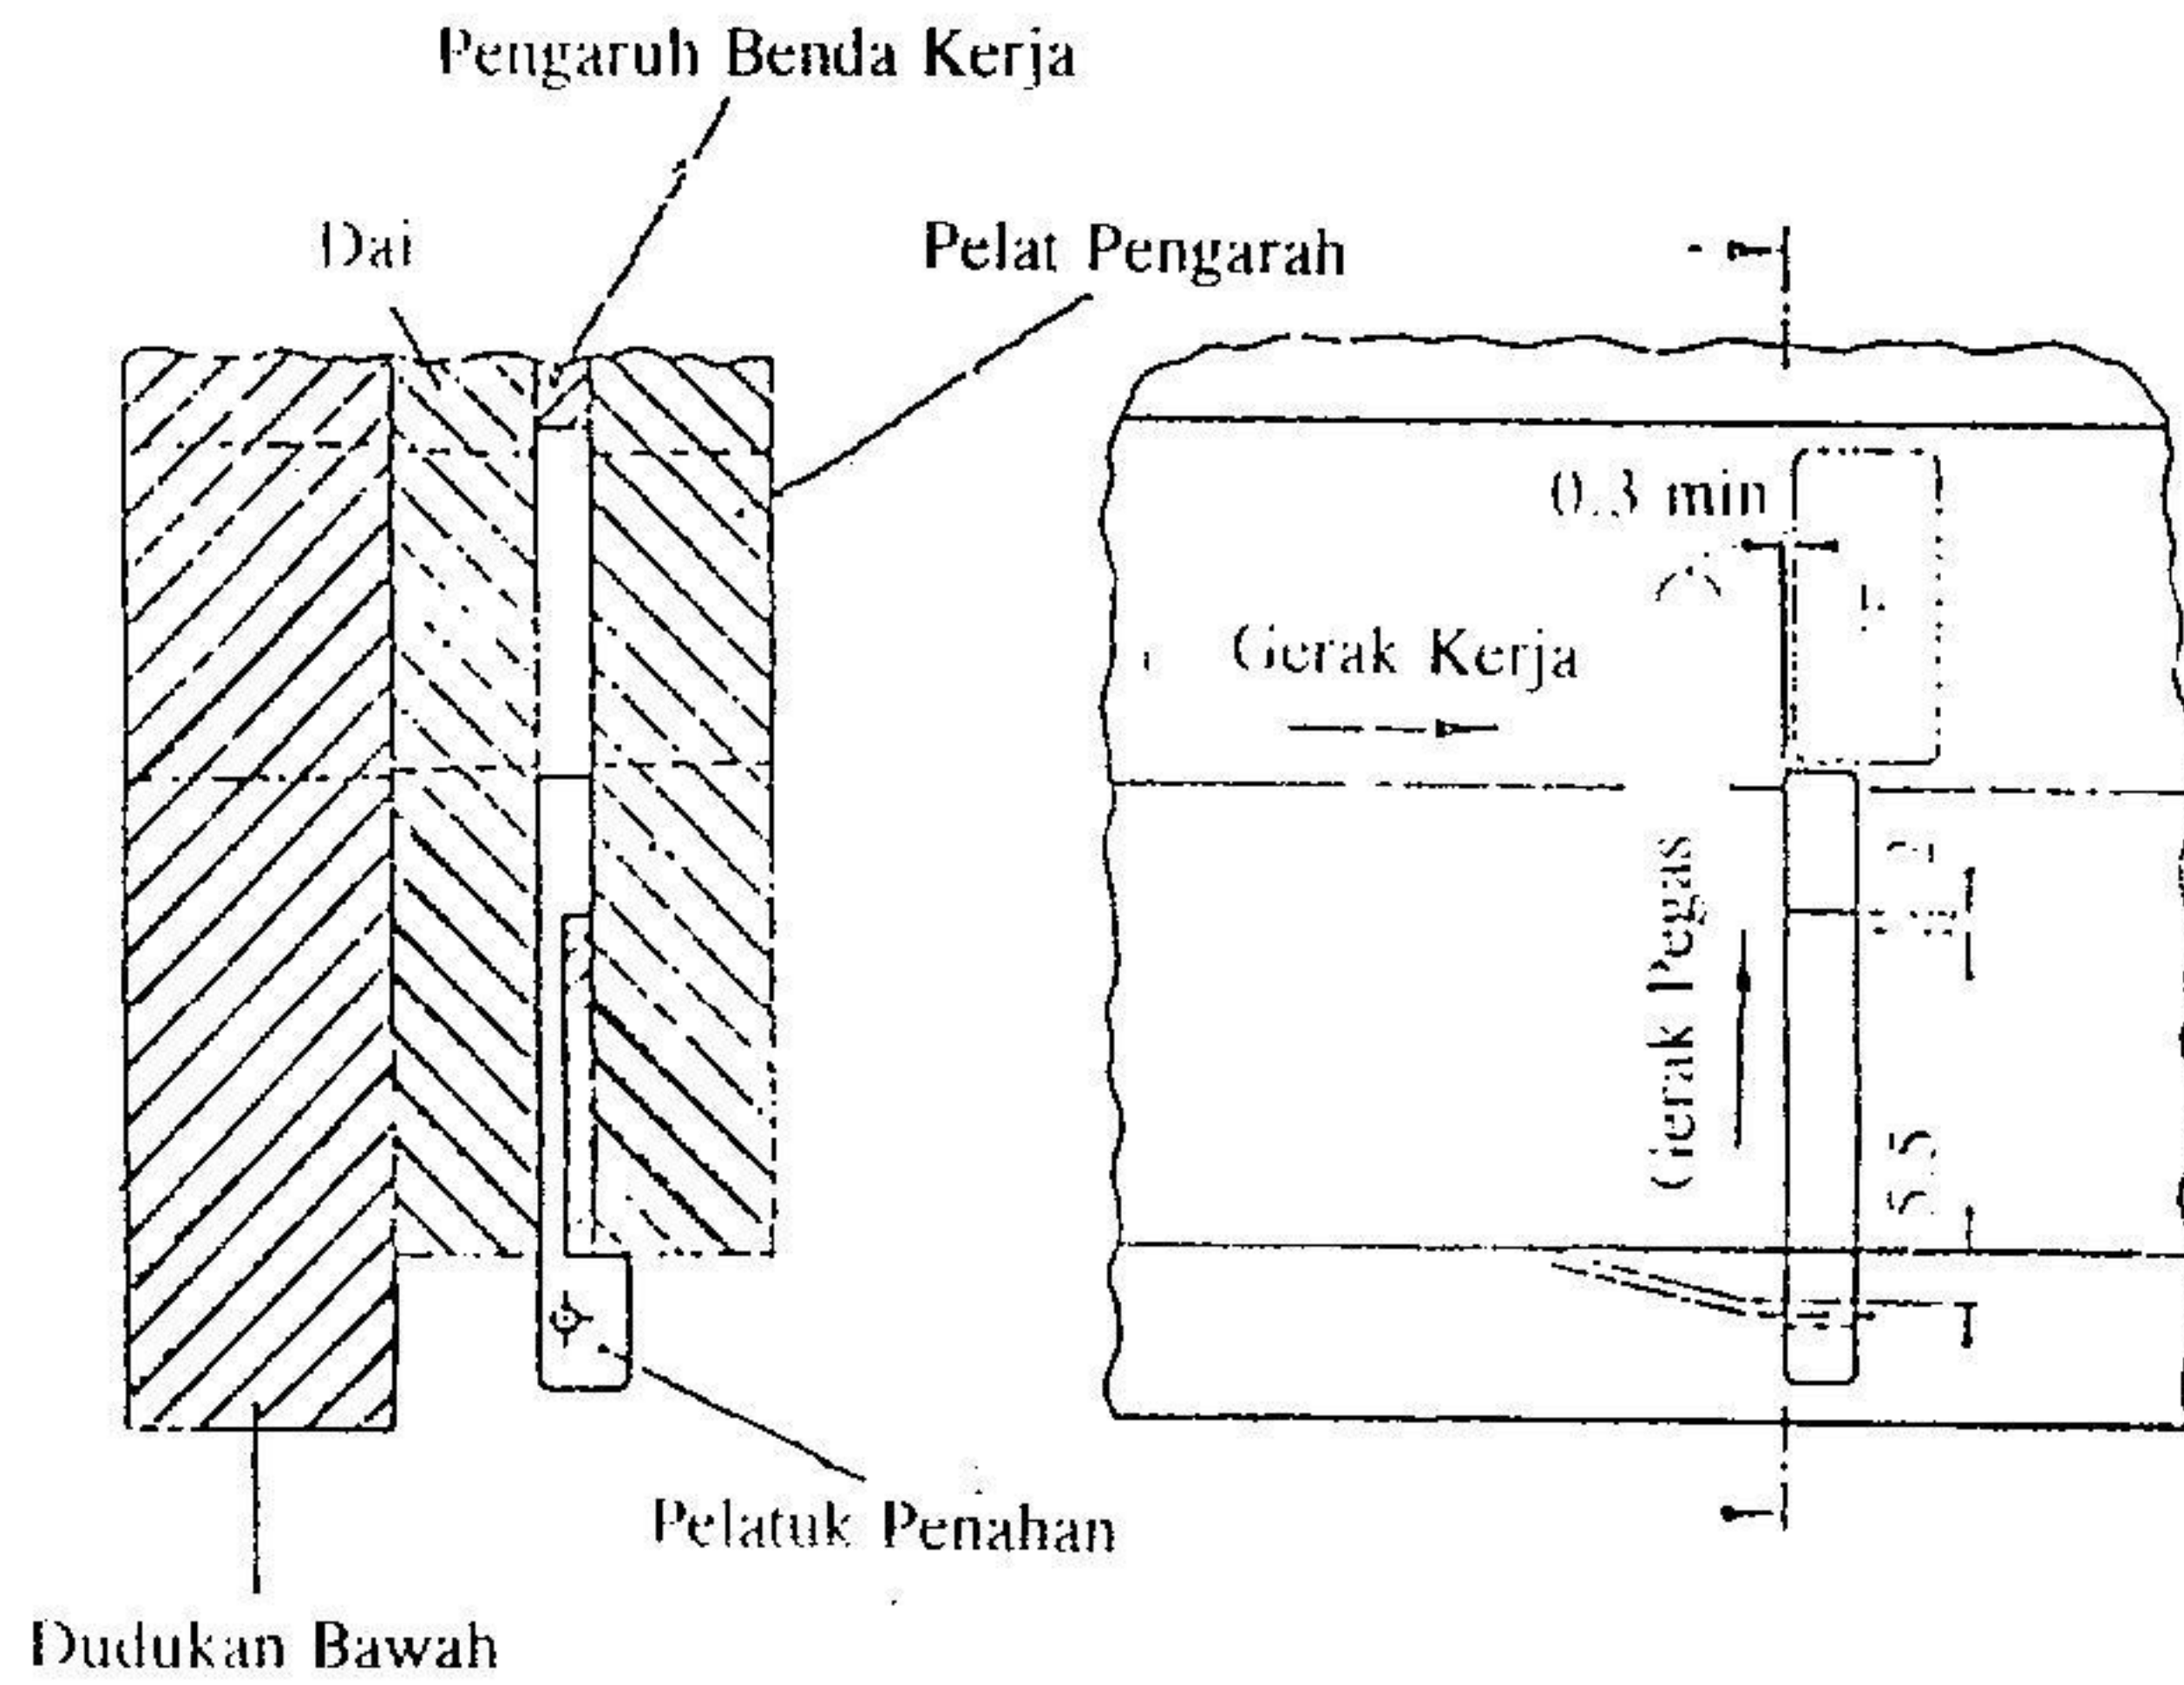 Pengaruh Benda Kerja
Dai
Pelat Pengarah
0.3 min
Gerak Kerja
Gerak Pegas
5.5
Pelatuk Penahan
Dudukan Bawah